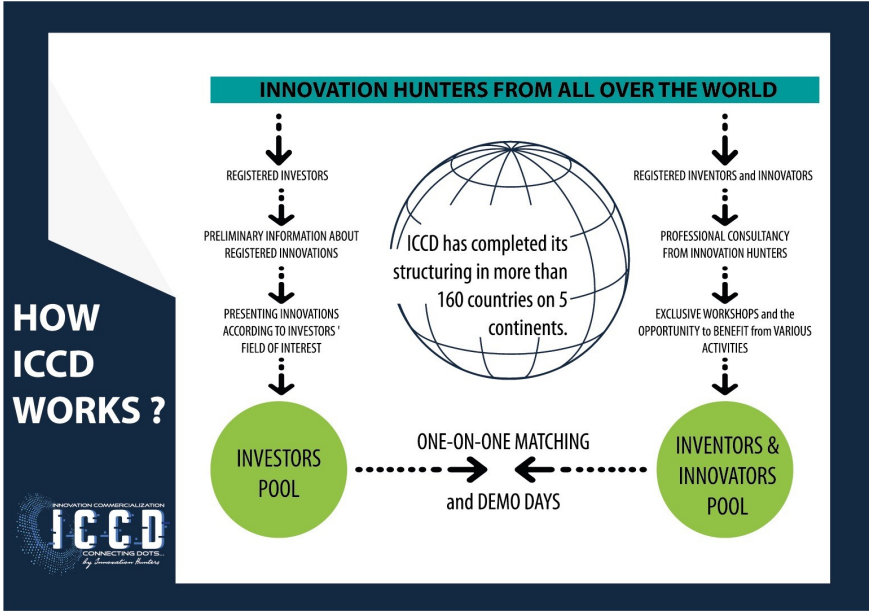 INNOVATION HUNTERS FROM ALL OVER THE WORLD
REGISTERED INVESTORS
PRELIMINARY INFORMATION ABOUT
REGISTERED INNOVATIONS
PRESENTING INNOVATIONS
ACCORDING TO INVESTORS '
FIELD OF INTEREST
INVESTORS
POOL
ICCD has completed its
structuring in more than
160 countries on 5
continents.
REGISTERED INVENTORS and INNOVATORS
PROFESSIONAL CONSULTANCY
FROM INNOVATION HUNTERS
EXCLUSIVE WORKSHOPS and the
OPPORTUNITY to BENEFIT from VARIOUS
ACTIVITIES
INVENTORS &
INNOVATORS
POOL
ONE-ON-ONE MATCHING
and DEMO DAYS
HOW
ICCD
WORKS ?
INNOVATION COMMERCIALIZATION
ICCD
CONNECTING DOTS...
by Innovation Hunters